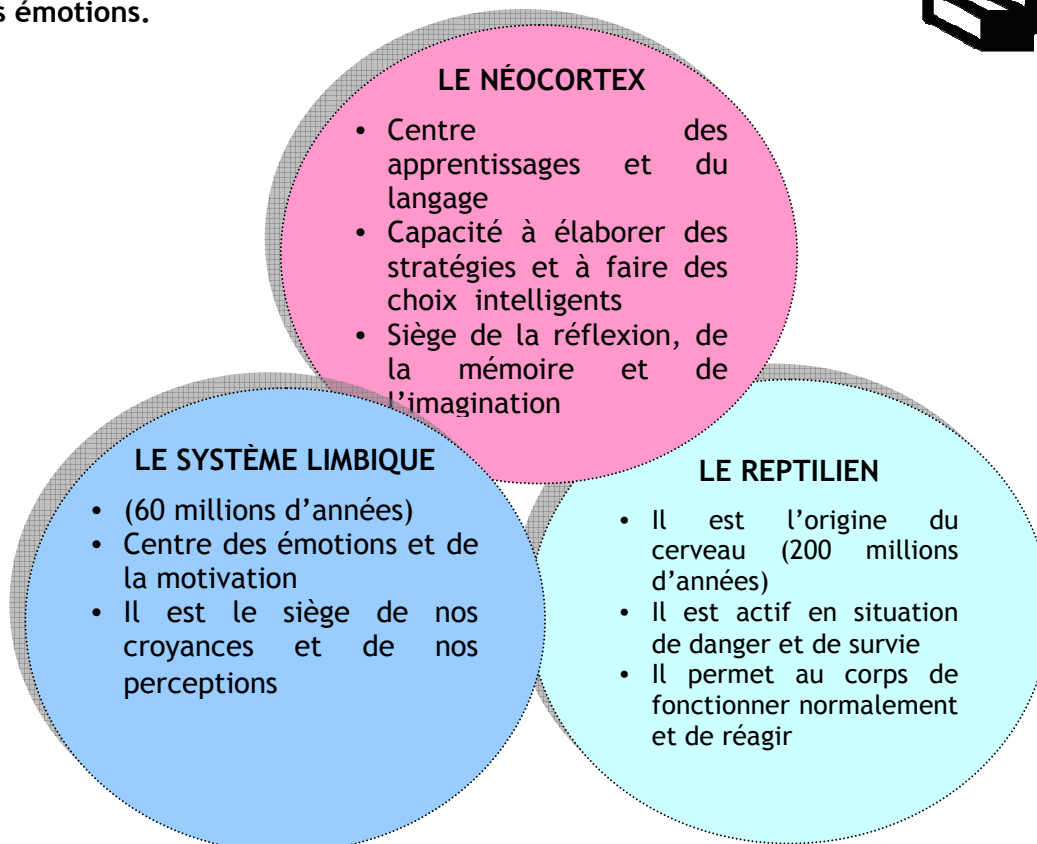 s émotions.
LE NÉOCORTEX
• Centre des
apprentissages et du
langage
• Capacité à élaborer des
stratégies et à faire des
choix intelligents
• Siège de la réflexion, de
la mémoire et de
l'imagination
LE SYSTÈME LIMBIQUE
• (60 millions d'années)
• Centre des émotions et de
la motivation
• Il est le siège de nos
croyances et de nos
perceptions
LE REPTILIEN
• Il est l'origine du
cerveau (200 millions
d'années)
• Il est actif en situation
de danger et de survie
• Il permet au corps de
fonctionner normalement
et de réagir